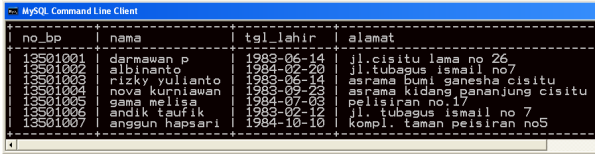 MySQL Command Line Client
no_bp | nama | tgl_lahir | alamat
13501001 | darmawan p | 1983-06-14 | jl.cisitu lama no 26
13501002 | albinanto | 1984-02-20 | jl.tubagus ismail no7
13501003 | rizky yulianto | 1983-06-14 | asrama bumi ganesha cisitu
13501004 | nova kurniawan | 1983-09-23 | asrama kidang pananjung cisitu
13501005 | gama melisa | 1984-07-03 | pelisiran no.17
13501006 | andik taufik | 1983-02-12 | jl. tubagus ismail no 7
13501007 | anggun hapsari | 1984-10-10 | kompl. taman peisiran no5